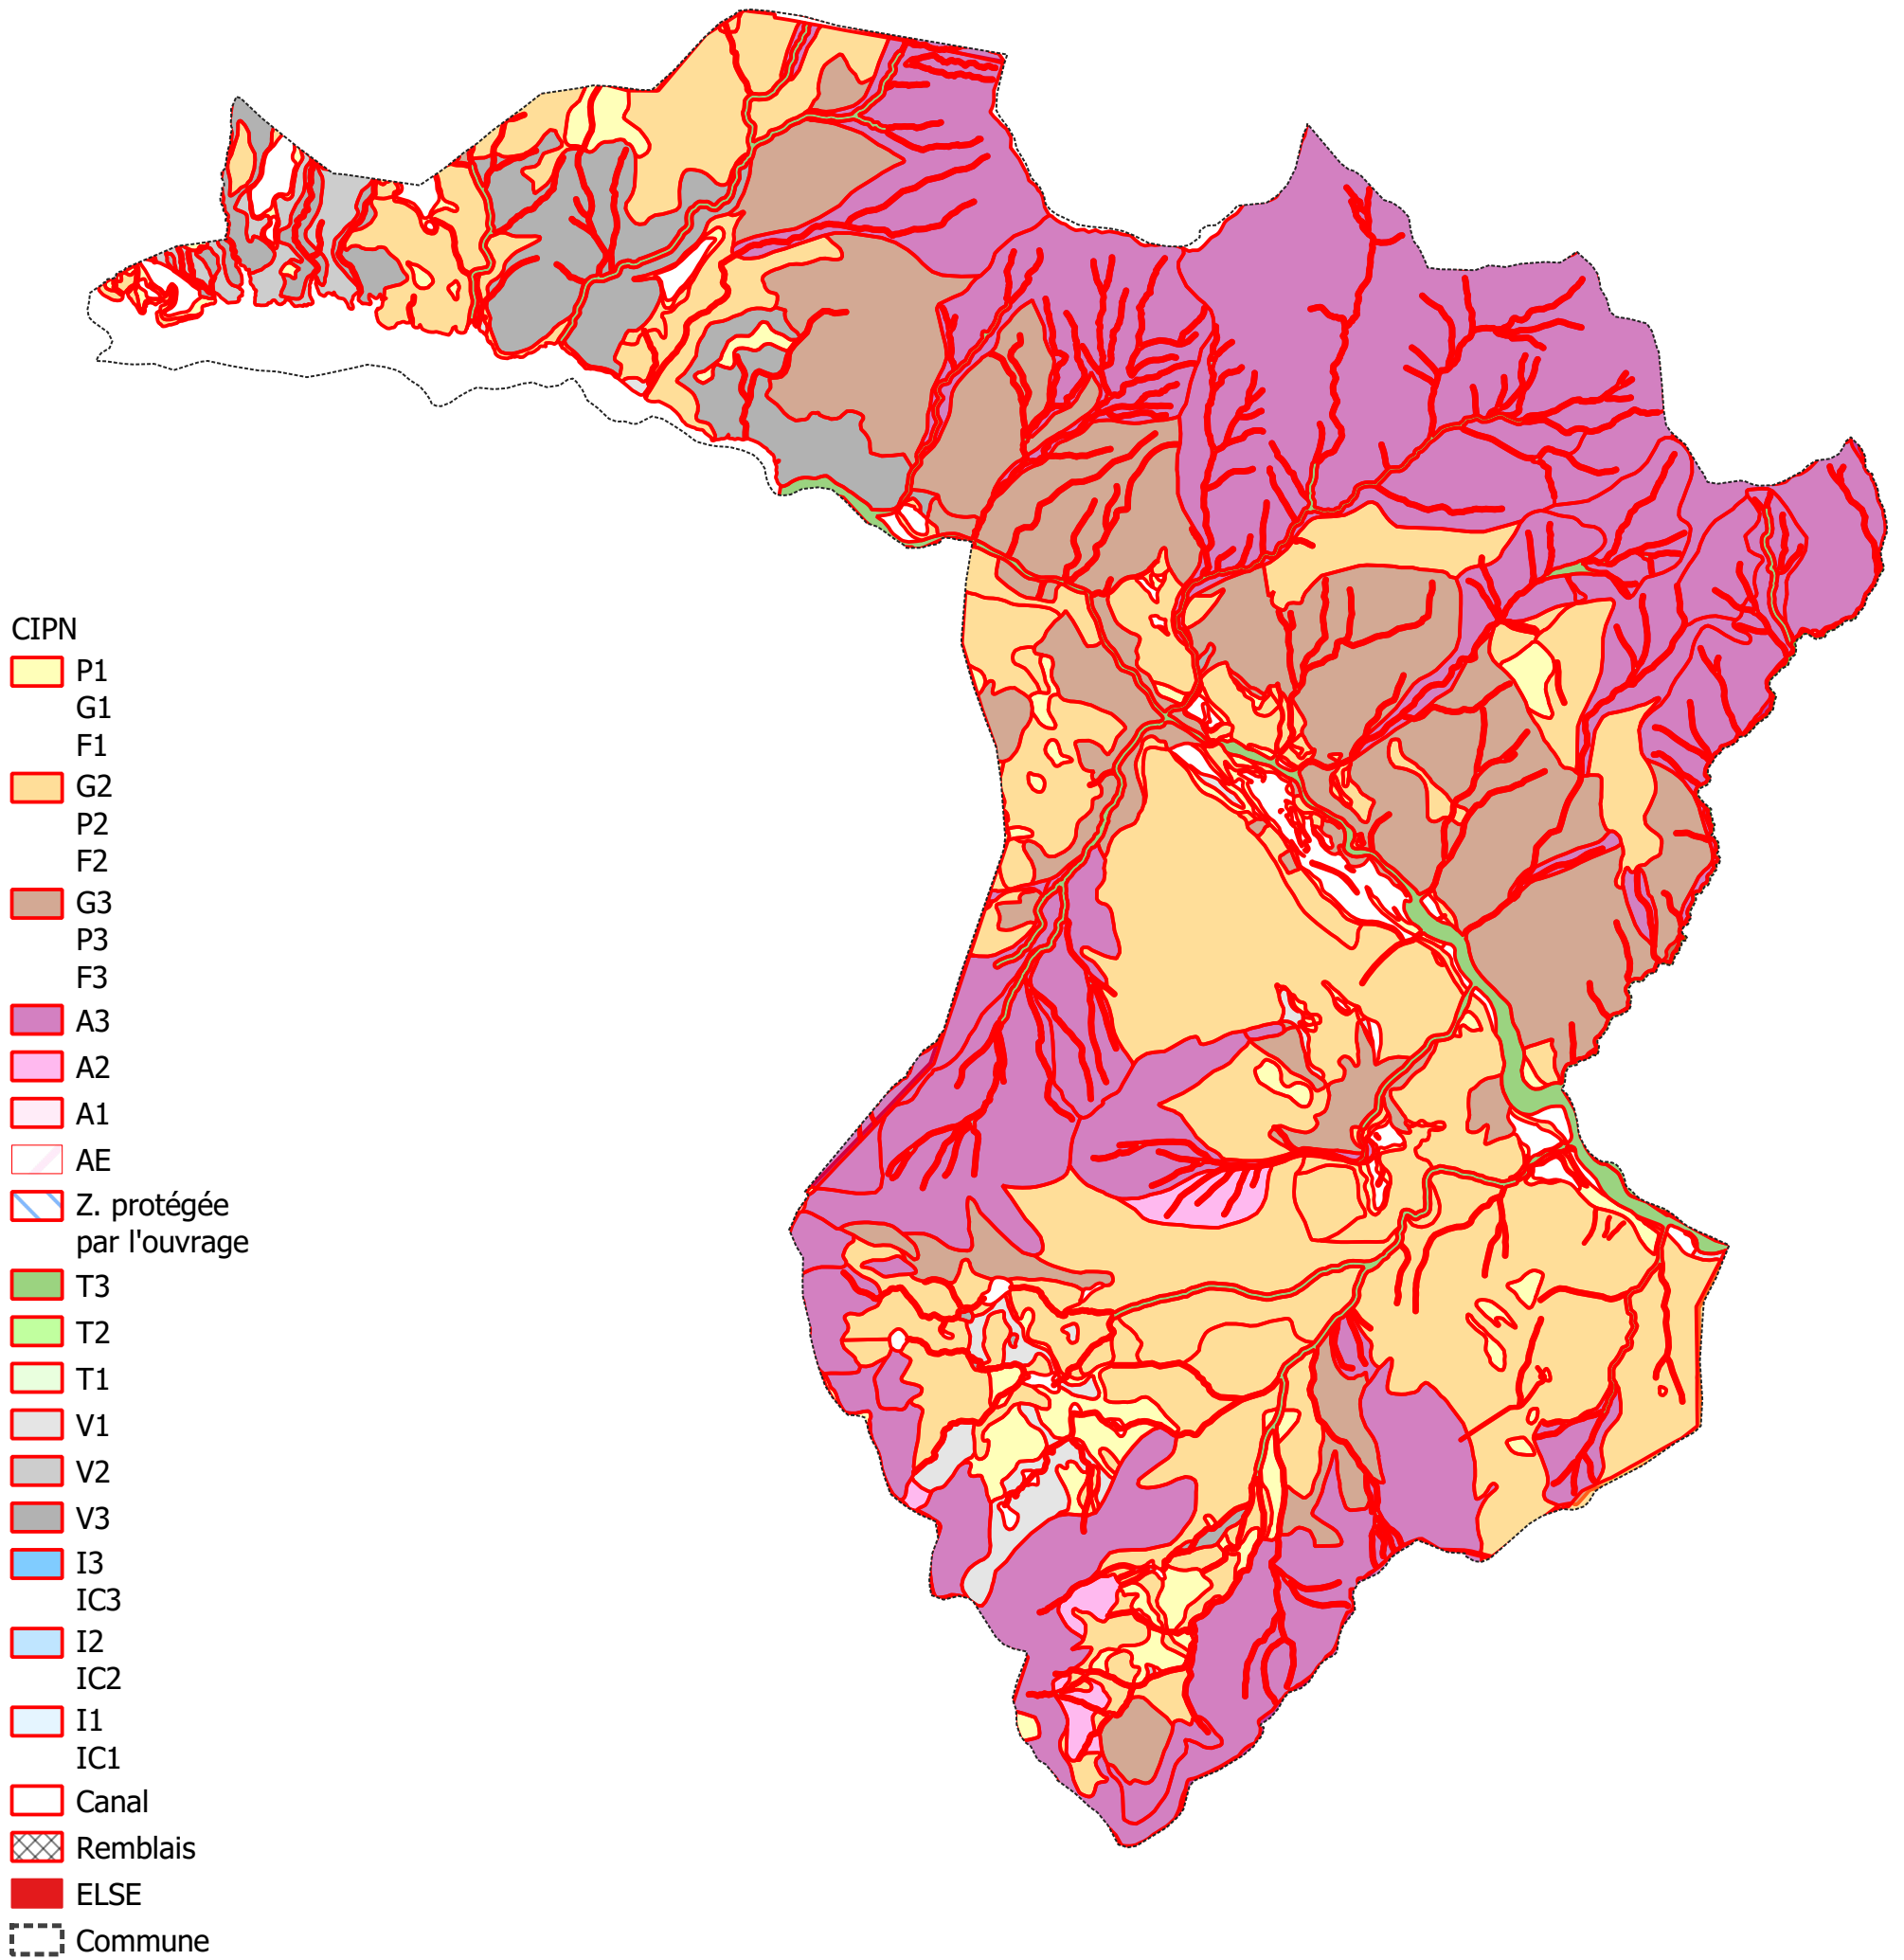 CIPN
P1
G1
F1
G2
P2
F2
G3
P3
F3
A3
A2
A1
AE
Z. protégée
par l'ouvrage
T3
T2
T1
V1
V2
V3
I3
IC3
I2
IC2
I1
IC1
Canal
Remblais
ELSE
Commune